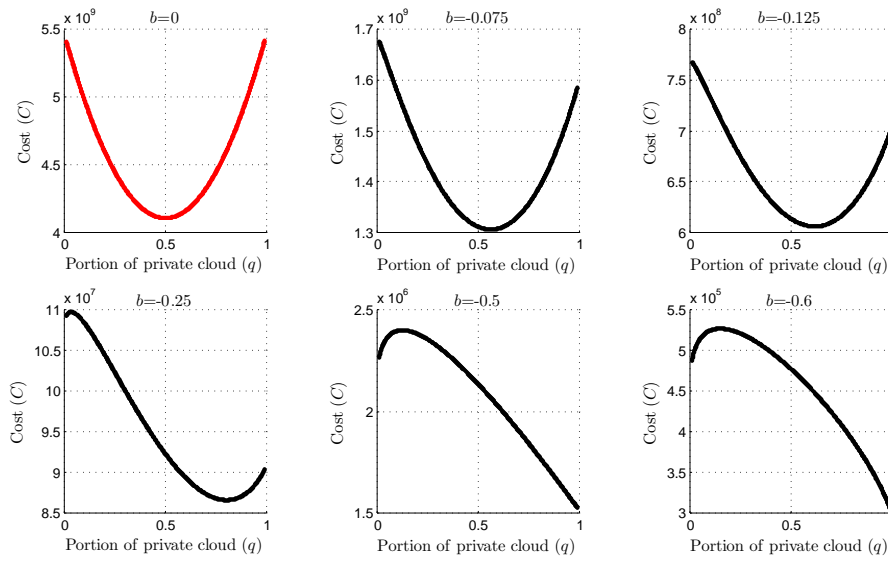 x 10^9 b=0
5.5
5
4.5
4
Cost (C)
0 0.5 1
Portion of private cloud (q)
x 10^9 b=-0.075
1.7
1.6
1.5
1.4
1.3
Cost (C)
0 0.5 1
Portion of private cloud (q)
x 10^8 b=-0.125
8
7.5
7
6.5
6
Cost (C)
0 0.5
Portion of private cloud (q)
x 10^7 b=-0.25
11
10.5
10
9.5
9
8.5
Cost (C)
0 0.5 1
Portion of private cloud (q)
x 10^6 b=-0.5
2.5
2
1.5
Cost (C)
0 0.5 1
Portion of private cloud (q)
x 10^5 b=-0.6
5.5
5
4.5
4
3.5
3
Cost (C)
0.5
Portion of private cloud (q)